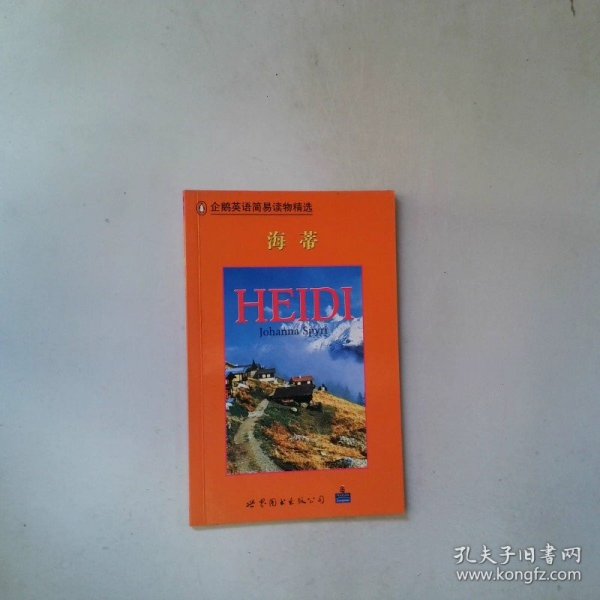 企鹅英语简易读物精选
海蒂
HEIDI
Johanna Spyri
世界图书出版公司
孔夫子旧书网
www.kongfz.com